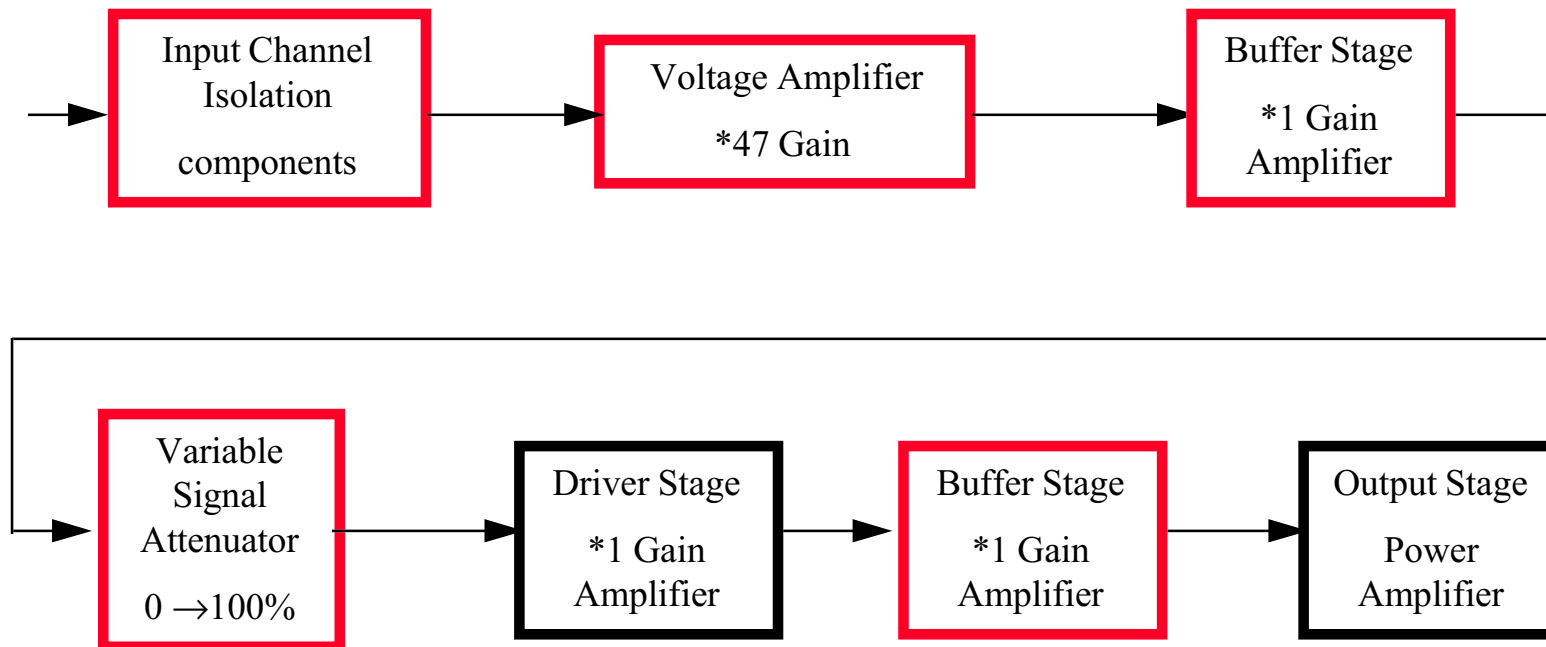 Input Channel
Isolation
components
Voltage Amplifier
*47 Gain
Buffer Stage
*1 Gain
Amplifier
Variable
Signal
Attenuator
0 →100%
Driver Stage
*1 Gain
Amplifier
Buffer Stage
*1 Gain
Amplifier
Output Stage
Power
Amplifier